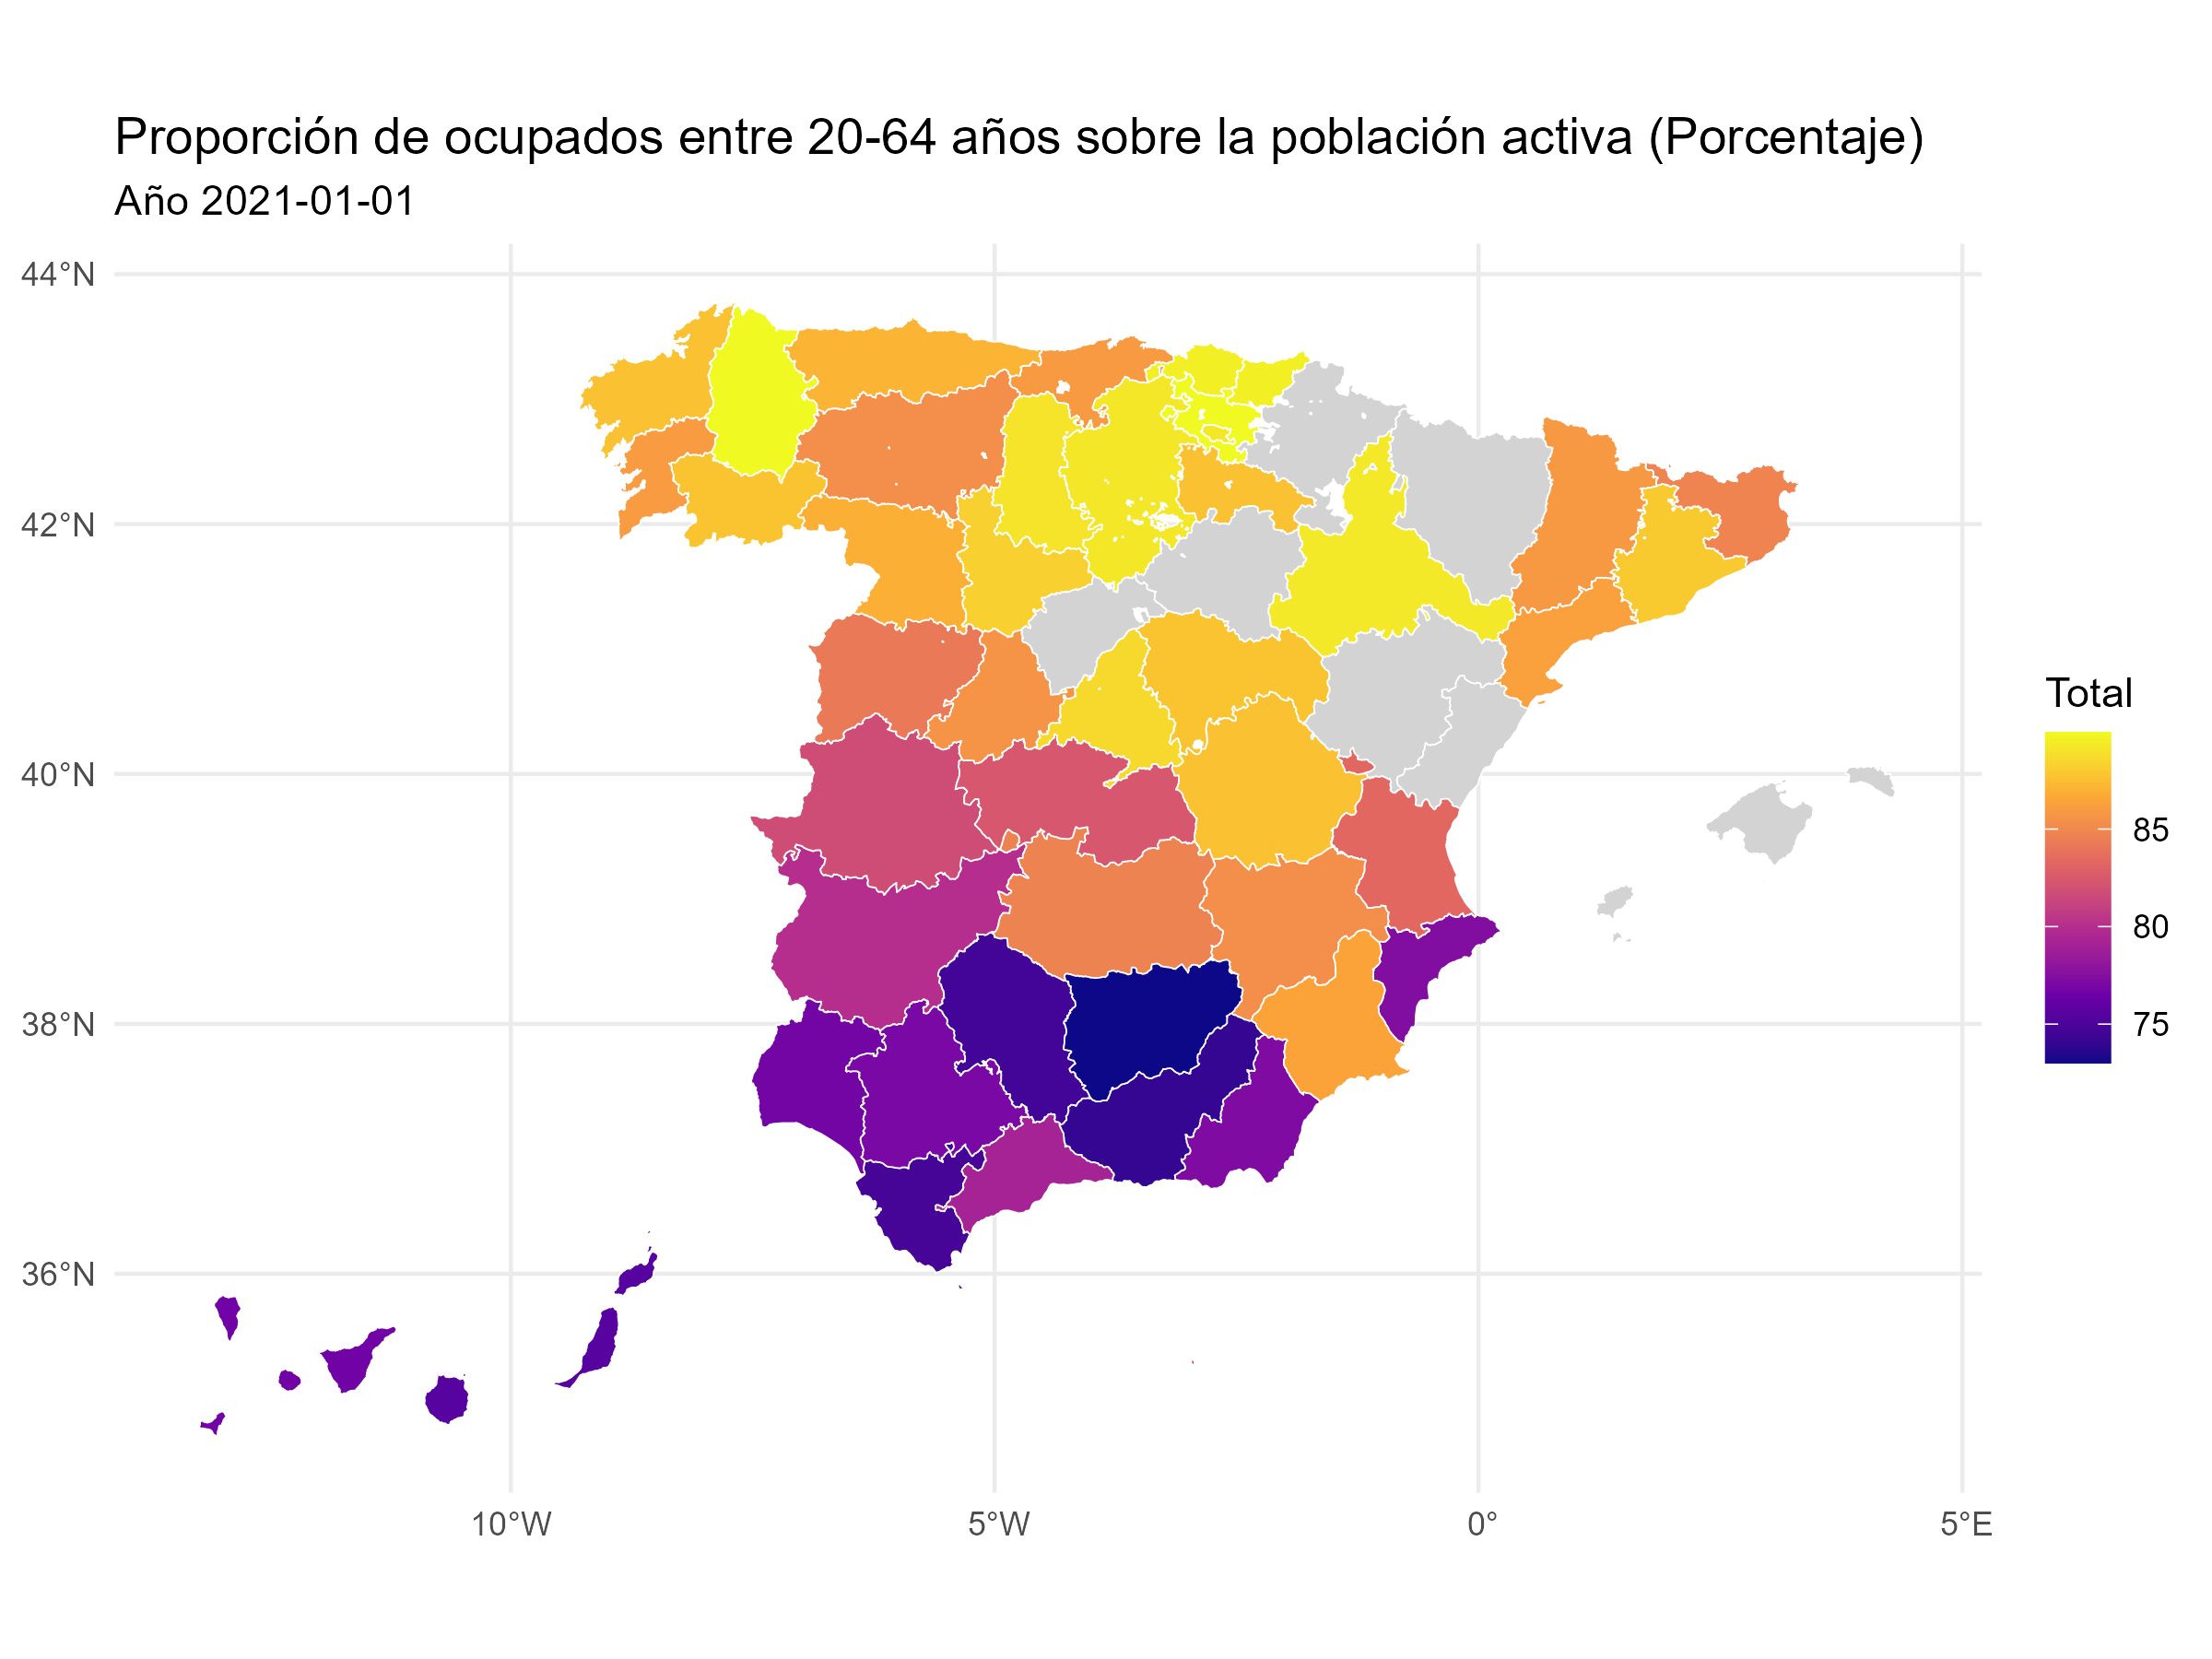 Proporción de ocupados entre 20-64 años sobre la población activa (Porcentaje)
Año 2021-01-01
44°N
42°N
40°N
38°N
36°N
10°W
5°W
0°
5°E
Total
85
80
75